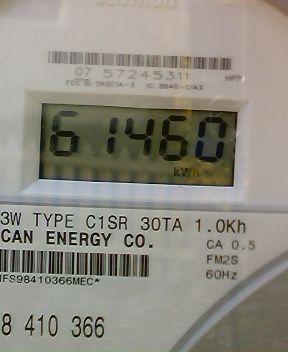 07 57245311
61460
kWh
3W TYPE C1SR 30TA 1.0Kh
CAN ENERGY CO.
CA 0.5
FM2S
60Hz
IFS98410366MEC*
8 410 366